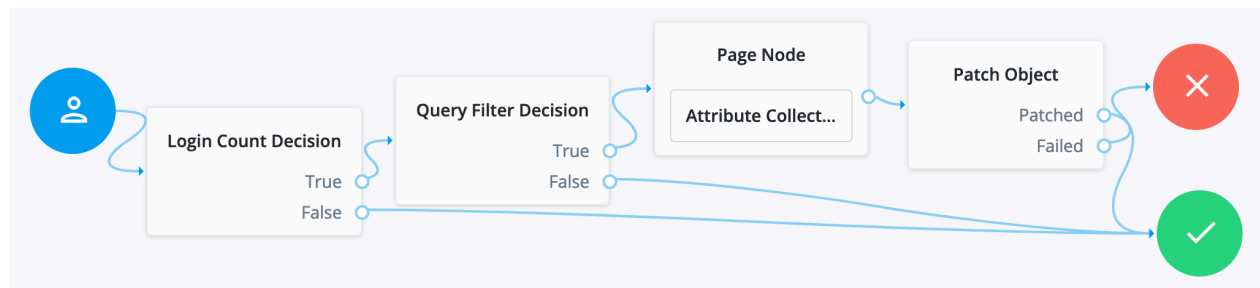 Login Count Decision
True
False
Query Filter Decision
True
False
Page Node
Attribute Collect...
Patch Object
Patched
Failed